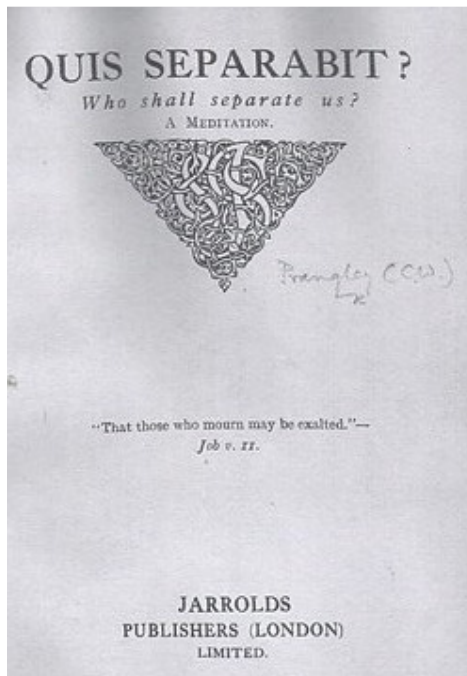 QUIS SEPARABIT?
Who shall separate us?
A MEDITATION.
Prangley (C.W.)
"That those who mourn may be exalted."—
Job v. 11.
JARROLDS
PUBLISHERS (LONDON)
LIMITED.